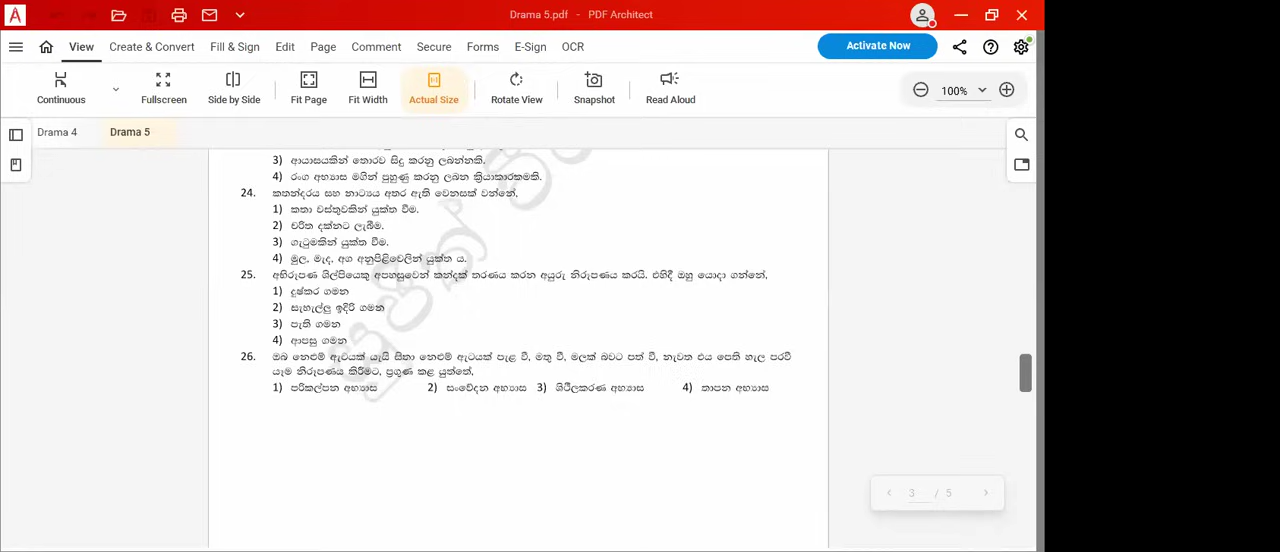 Drama 5.pdf - PDF Architect
View Create & Convert Fill & Sign Edit Page Comment Secure Forms E-Sign OCR Activate Now
Continuous Fullscreen Side by Side Fit Page Fit Width Actual Size Rotate View Snapshot Read Aloud 100%
Drama 4 Drama 5
3) ආයාසයකින් තොරව සිදු කරනු ලබන්නකි.
4) රංග අභ්‍යාස මගින් පුහුණු කරනු ලබන ක්‍රියාකාරකමකි.
24. කතන්දරය සහ නාට්‍යය අතර ඇති වෙනසක් වන්නේ,
1) කතා වස්තුවකින් යුක්ත වීම.
2) චරිත දක්නට ලැබීම.
3) ගැටුමකින් යුක්ත වීම.
4) මුල, මැද, අග අනුපිළිවෙලින් යුක්ත ය.
25. අභිරූපණ ශිල්පියෙකු අපහසුවෙන් කන්දක් තරණය කරන අයුරු නිරූපණය කරයි. එහිදී ඔහු යොදා ගන්නේ,
1) දුෂ්කර ගමන
2) සැහැල්ලු ඉදිරි ගමන
3) පැති ගමන
4) ආපසු ගමන
26. ඔබ නෙළුම් ඇටයක් යැයි සිතා නෙළුම් ඇටයක් පැළ වී, මතු වී, මලක් බවට පත් වී, නැවත එය පෙති හැල පරවී
යෑම නිරූපණය කිරීමට, ප්‍රගුණ කළ යුත්තේ,
1) පරිකල්පන අභ්‍යාස 2) සංවේදන අභ්‍යාස 3) ශිථිලකරණ අභ්‍යාස 4) තාපන අභ්‍යාස
3 / 5